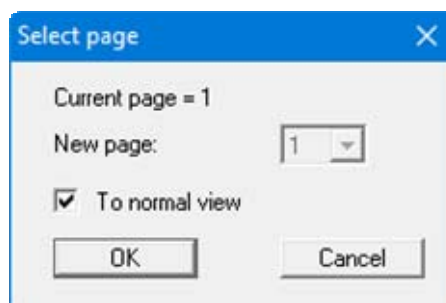 Select page
Current page = 1
New page: 1
To normal view
OK Cancel